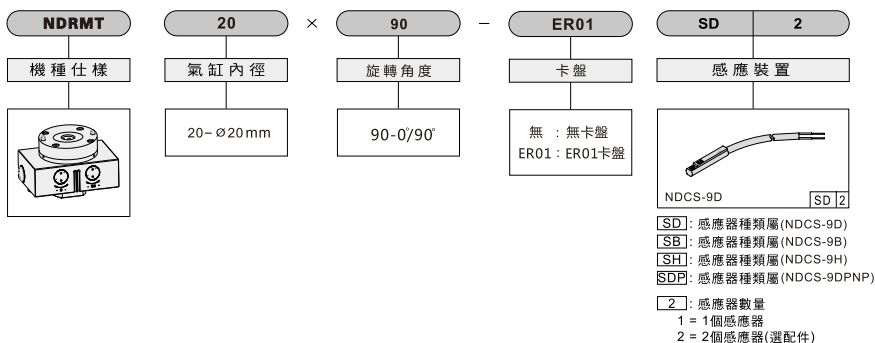 NDRMT 20 × 90 – ER01 SD 2
機種仕樣 氣缸內徑 旋轉角度 卡盤 感應裝置
20–Ø20mm
90-0°/90°
無 : 無卡盤
ER01 : ER01卡盤
NDCS-9D SD 2
SD : 感應器種類屬(NDCS-9D)
SB : 感應器種類屬(NDCS-9B)
SH : 感應器種類屬(NDCS-9H)
SDP : 感應器種類屬(NDCS-9DPNP)
2 : 感應器數量
1 = 1個感應器
2 = 2個感應器(選配件)